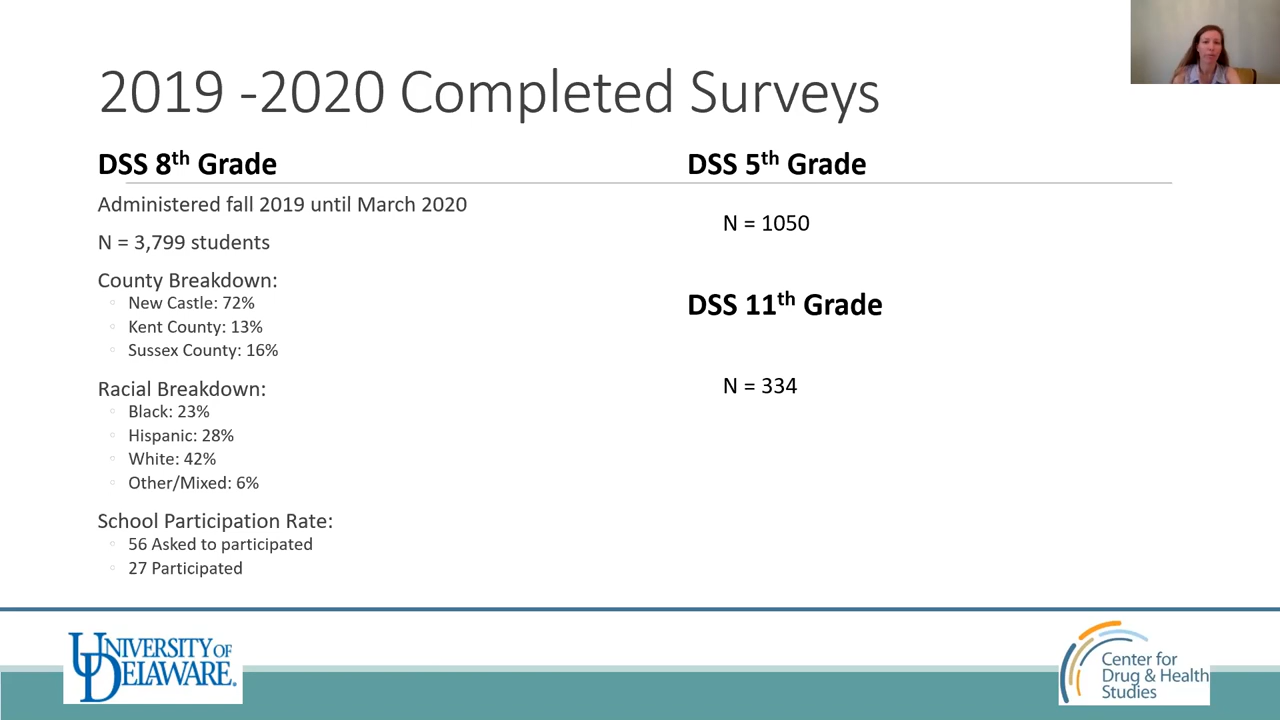 2019 -2020 Completed Surveys
DSS 8th Grade
Administered fall 2019 until March 2020
N = 3,799 students
County Breakdown:
New Castle: 72%
Kent County: 13%
Sussex County: 16%
Racial Breakdown:
Black: 23%
Hispanic: 28%
White: 42%
Other/Mixed: 6%
School Participation Rate:
56 Asked to participated
27 Participated
DSS 5th Grade
N = 1050
DSS 11th Grade
N = 334
UNIVERSITY OF
DELAWARE.
Center for
Drug & Health
Studies